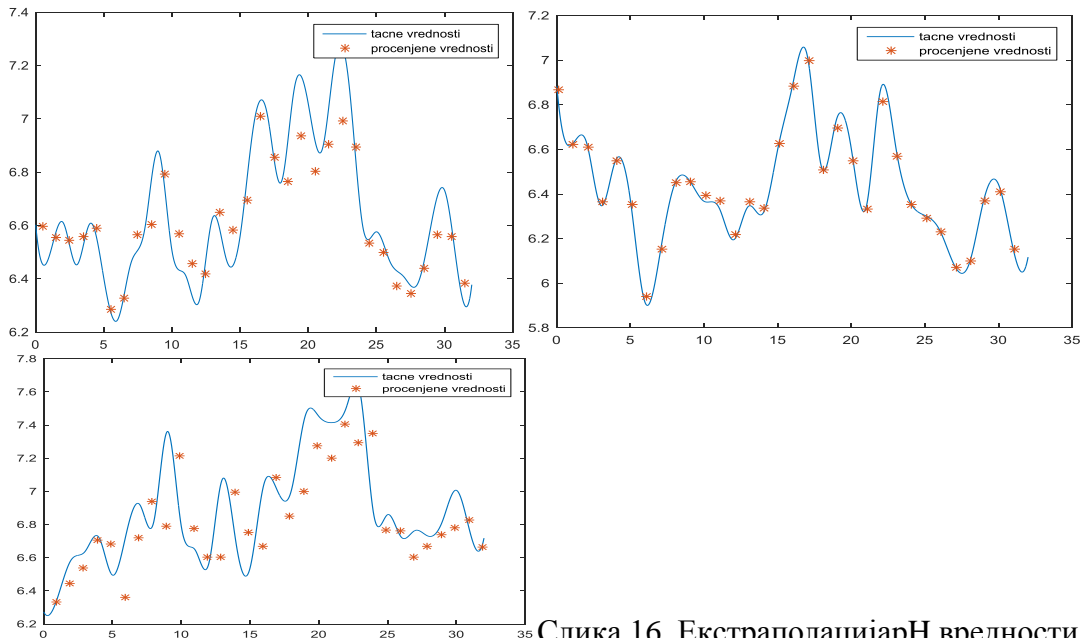 7.4
7.2
7
6.8
6.6
6.4
6.2
0 5 10 15 20 25 30 35
tacne vrednosti
procenjene vrednosti
7.2
7
6.8
6.6
6.4
6.2
6
5.8
0 5 10 15 20 25 30 35
tacne vrednosti
procenjene vrednosti
7.8
7.6
7.4
7.2
7
6.8
6.6
6.4
6.2
0 5 10 15 20 25 30 35
tacne vrednosti
procenjene vrednosti
Слика 16. ЕкстраполацијарН вредности